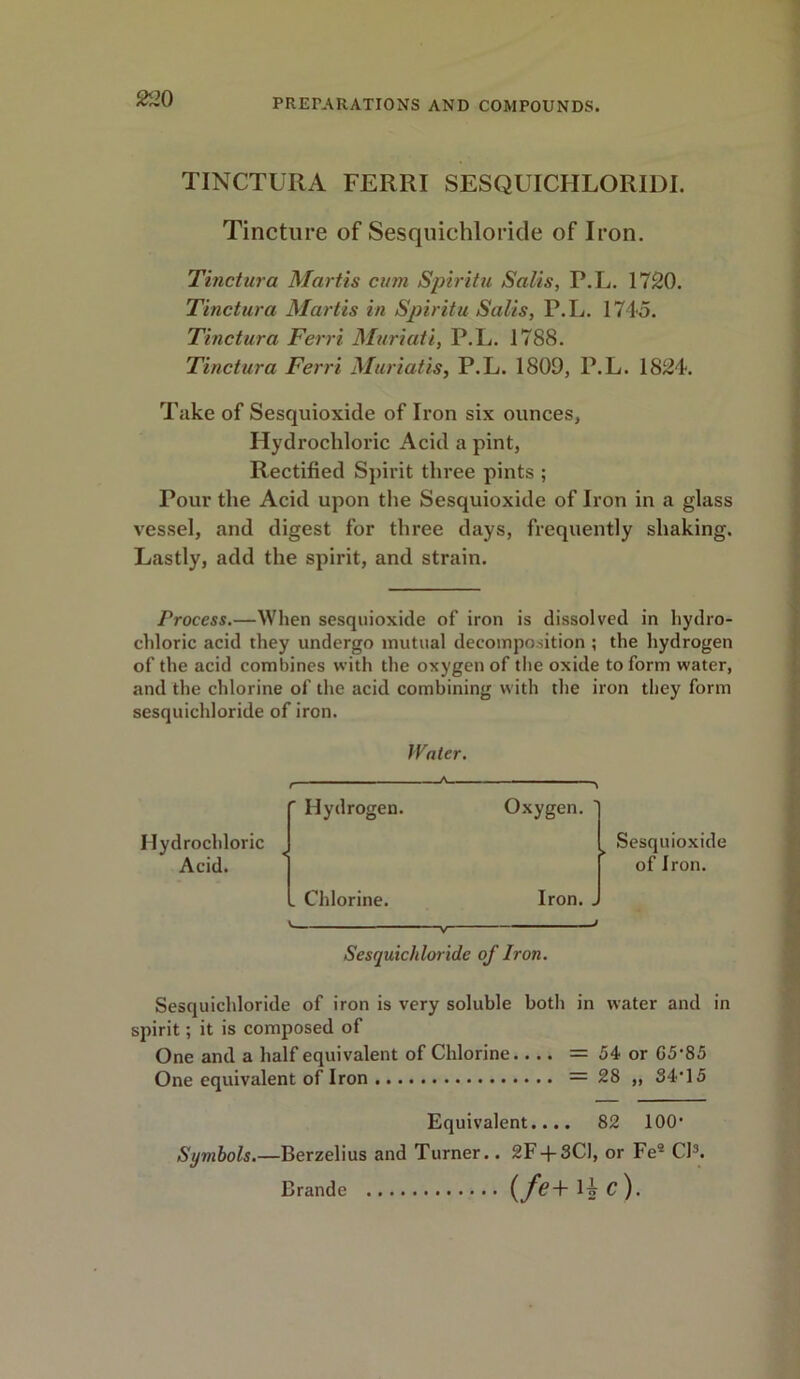 220
PREPARATIONS AND COMPOUNDS.
TINCTURA FERRI SESQUICHLORIDI.
Tincture of Sesquichloride of Iron.
Tinctura Martis cum Spiritu Salis, P.L. 1720.
Tinctura Martis in Spiritu Salis, P.L. 1745.
Tinctura Ferri Muriati, P.L. 1788.
Tinctura Ferri Muriatis, P.L. 1809, P.L. 1824.
Take of Sesquioxide of Iron six ounces,
Hydrochloric Acid a pint,
Rectified Spirit three pints ;
Pour the Acid upon the Sesquioxide of Iron in a glass
vessel, and digest for three days, frequently shaking.
Lastly, add the spirit, and strain.
Process.—When sesquioxide of iron is dissolved in hydro-
chloric acid they undergo mutual decomposition ; the hydrogen
of the acid combines with the oxygen of the oxide to form water,
and the chlorine of the acid combining with the iron they form
sesquichloride of iron.
Water.
Hydrogen. Oxygen.
Hydrochloric Sesquioxide
Acid. of Iron.
Chlorine. Iron.
Sesquichloride of Iron.
Sesquichloride of iron is very soluble both in water and in
spirit ; it is composed of
One and a half equivalent of Chlorine.... = 54 or 65·85
One equivalent of Iron ................ = 28 „ 34·15
Equivalent.... 82 100·
Symbols.—Berzelius and Turner.. 2F+3Cl, or Fe² Cl³.
Brande ............ (fe+ 1½ c ).